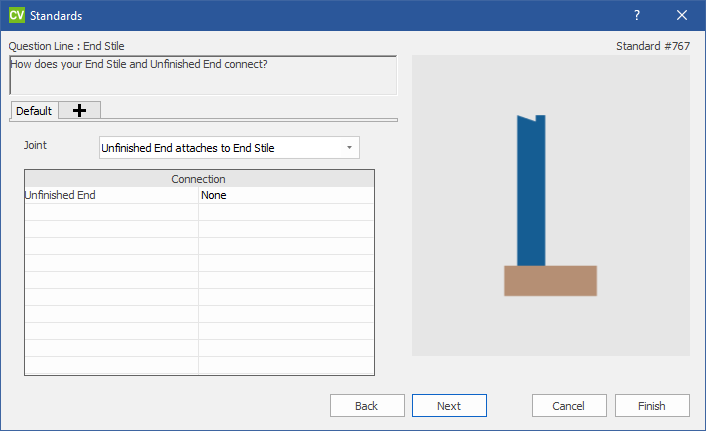 CV Standards ?
Question Line : End Stile Standard #767
How does your End Stile and Unfinished End connect?
Default
Joint Unfinished End attaches to End Stile
Connection
Unfinished End None
Back Next Cancel Finish